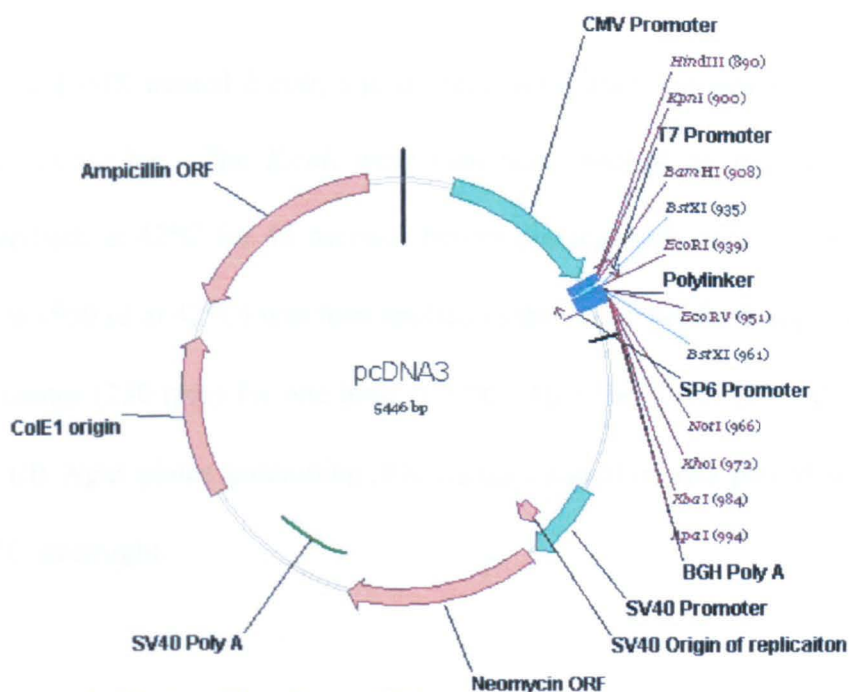 CMV Promoter
HindIII (890)
KpnI (900)
T7 Promoter
BamHI (908)
BstXI (935)
EcoRI (939)
Polylinker
EcoRV (951)
BstXI (961)
SP6 Promoter
NotI (966)
XhoI (972)
XbaI (984)
ApaI (994)
BGH Poly A
SV40 Promoter
SV40 Origin of replicaiton
Neomycin ORF
SV40 Poly A
ColE1 origin
Ampicillin ORF
pcDNA3
5446 bp